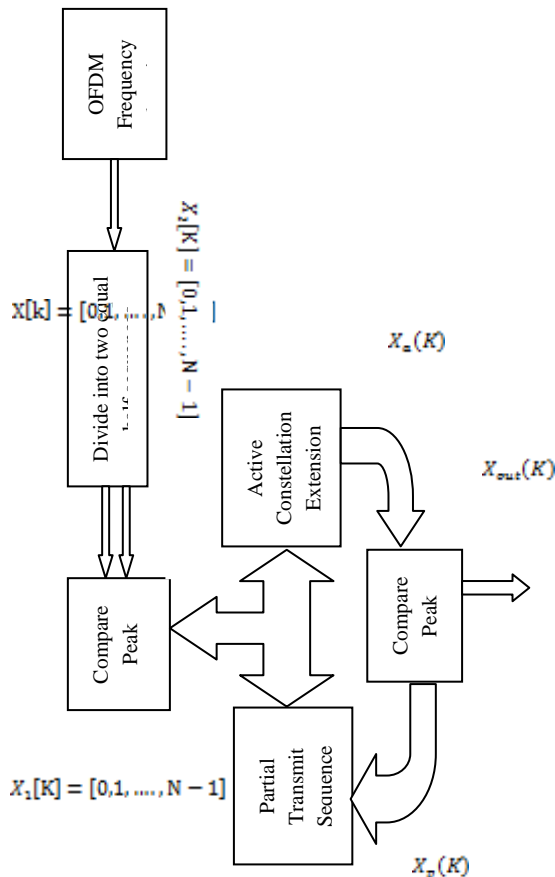 OFDM
Frequency
X[k] = [0,1, ...., N
X₂[K] = [0,1, ...., N − 1]
Divide into two equal
Compare
Peak
Active
Constellation
Extension
Xₐ(K)
X_out(K)
Compare
Peak
Partial
Transmit
Sequence
X₁[K] = [0,1, ...., N − 1]
Xₚ(K)